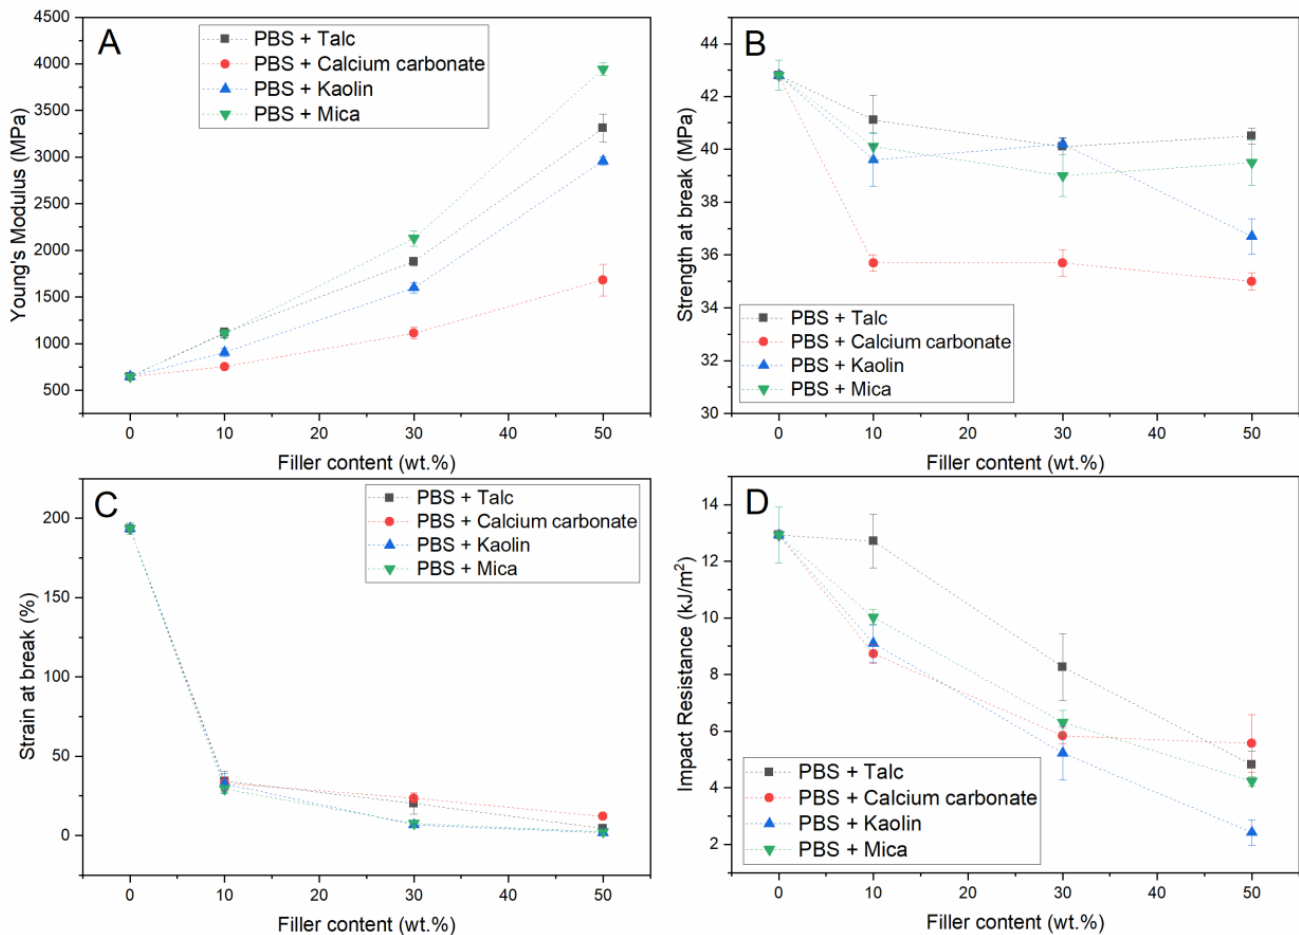 A
PBS + Talc
PBS + Calcium carbonate
PBS + Kaolin
PBS + Mica
Young's Modulus (MPa)
4500
4000
3500
3000
2500
2000
1500
1000
500
0 10 20 30 40 50
Filler content (wt.%)
B
PBS + Talc
PBS + Calcium carbonate
PBS + Kaolin
PBS + Mica
Strength at break (MPa)
44
42
40
38
36
34
32
30
0 10 20 30 40 50
Filler content (wt.%)
C
PBS + Talc
PBS + Calcium carbonate
PBS + Kaolin
PBS + Mica
Strain at break (%)
200
150
100
50
0
0 10 20 30 40 50
Filler content (wt.%)
D
PBS + Talc
PBS + Calcium carbonate
PBS + Kaolin
PBS + Mica
Impact Resistance (kJ/m²)
14
12
10
8
6
4
2
0 10 20 30 40 50
Filler content (wt.%)